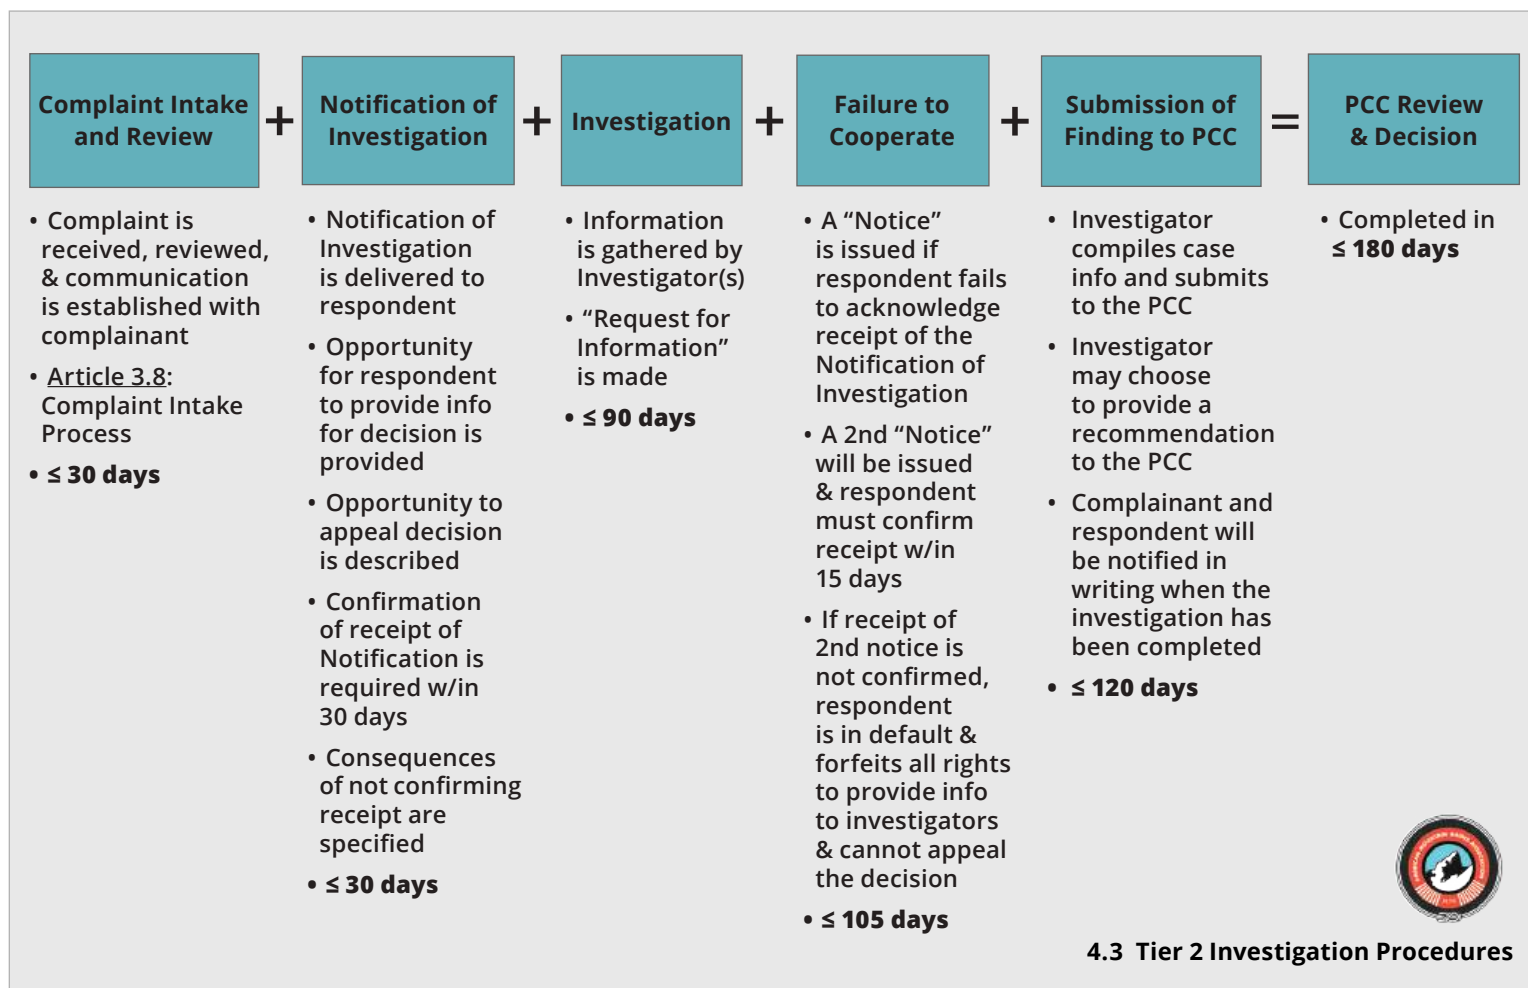 Complaint Intake
and Review
+
Notification of
Investigation
+
Investigation
+
Failure to
Cooperate
+
Submission of
Finding to PCC
=
PCC Review
& Decision
• Complaint is
received, reviewed,
& communication
is established with
complainant
• Article 3.8:
Complaint Intake
Process
• ≤ 30 days
• Notification of
Investigation
is delivered to
respondent
• Opportunity
for respondent
to provide info
for decision is
provided
• Opportunity to
appeal decision
is described
• Confirmation
of receipt of
Notification is
required w/in
30 days
• Consequences
of not confirming
receipt are
specified
• ≤ 30 days
• Information
is gathered by
Investigator(s)
• “Request for
Information”
is made
• ≤ 90 days
• A “Notice”
is issued if
respondent fails
to acknowledge
receipt of the
Notification of
Investigation
• A 2nd “Notice”
will be issued
& respondent
must confirm
receipt w/in
15 days
• If receipt of
2nd notice is
not confirmed,
respondent
is in default &
forfeits all rights
to provide info
to investigators
& cannot appeal
the decision
• ≤ 105 days
• Investigator
compiles case
info and submits
to the PCC
• Investigator
may choose
to provide a
recommendation
to the PCC
• Complainant and
respondent will
be notified in
writing when the
investigation has
been completed
• ≤ 120 days
• Completed in
≤ 180 days
4.3 Tier 2 Investigation Procedures